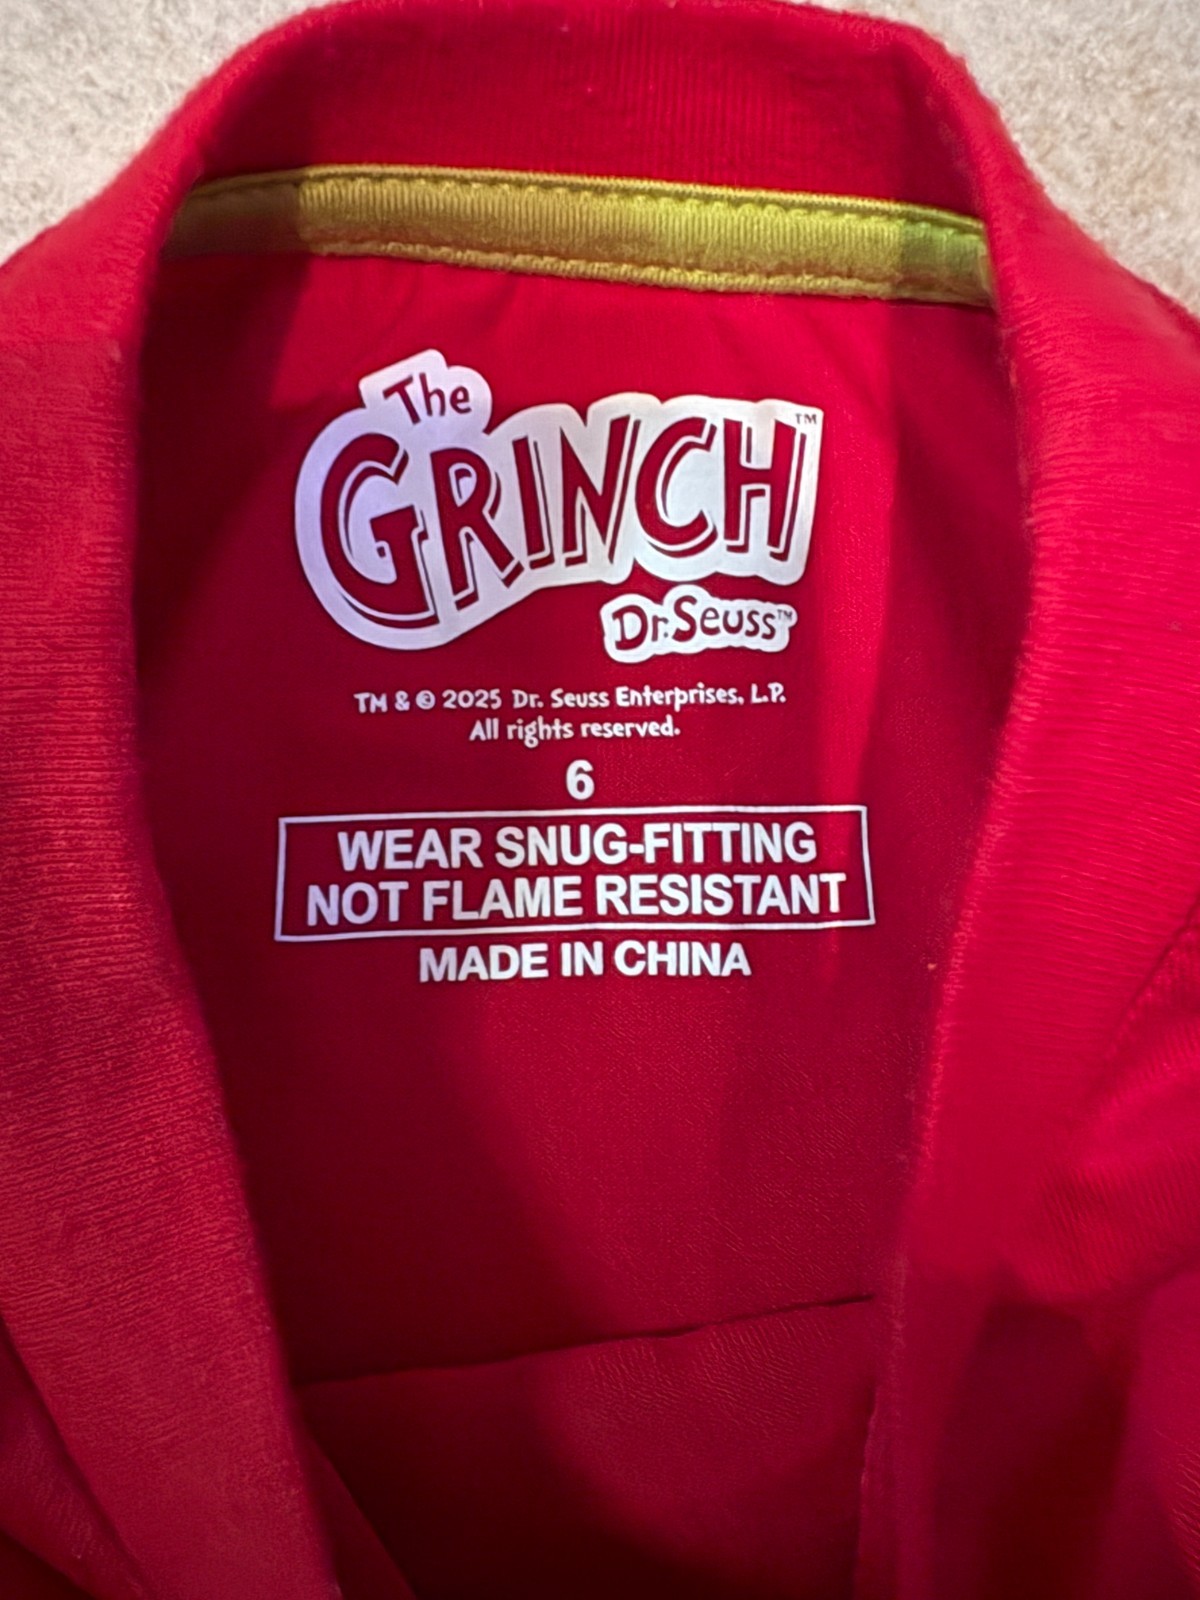 The
GRINCH™
Dr. Seuss™
TM & © 2025 Dr. Seuss Enterprises, L.P.
All rights reserved.
6
WEAR SNUG-FITTING
NOT FLAME RESISTANT
MADE IN CHINA